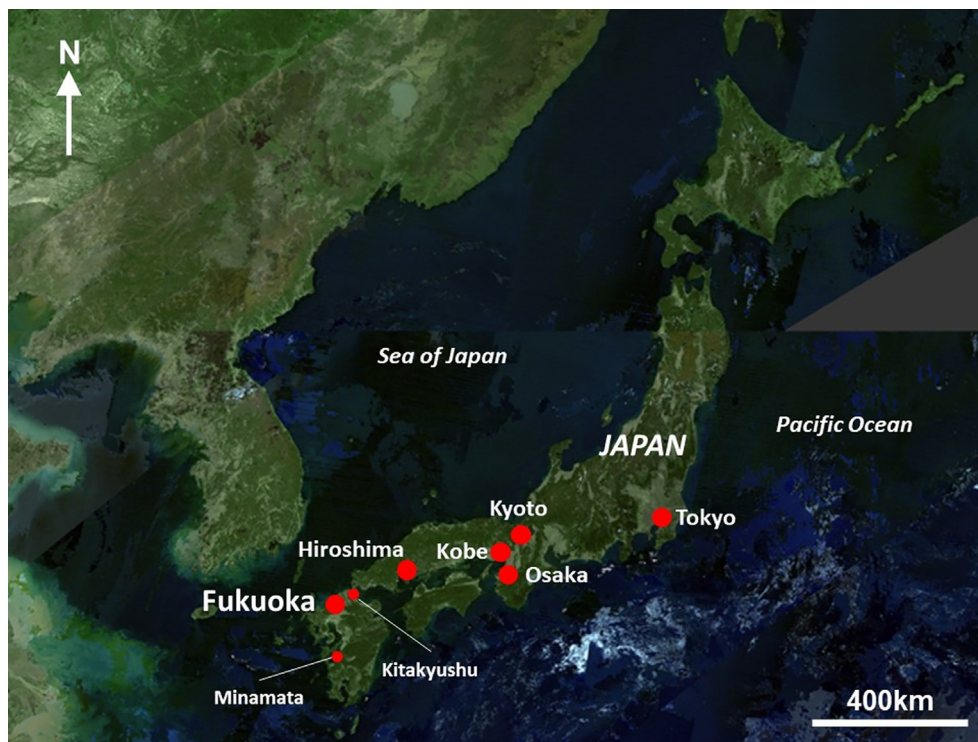 N
Sea of Japan
Pacific Ocean
JAPAN
Kyoto
Tokyo
Hiroshima
Kobe
Osaka
Fukuoka
Kitakyushu
Minamata
400km